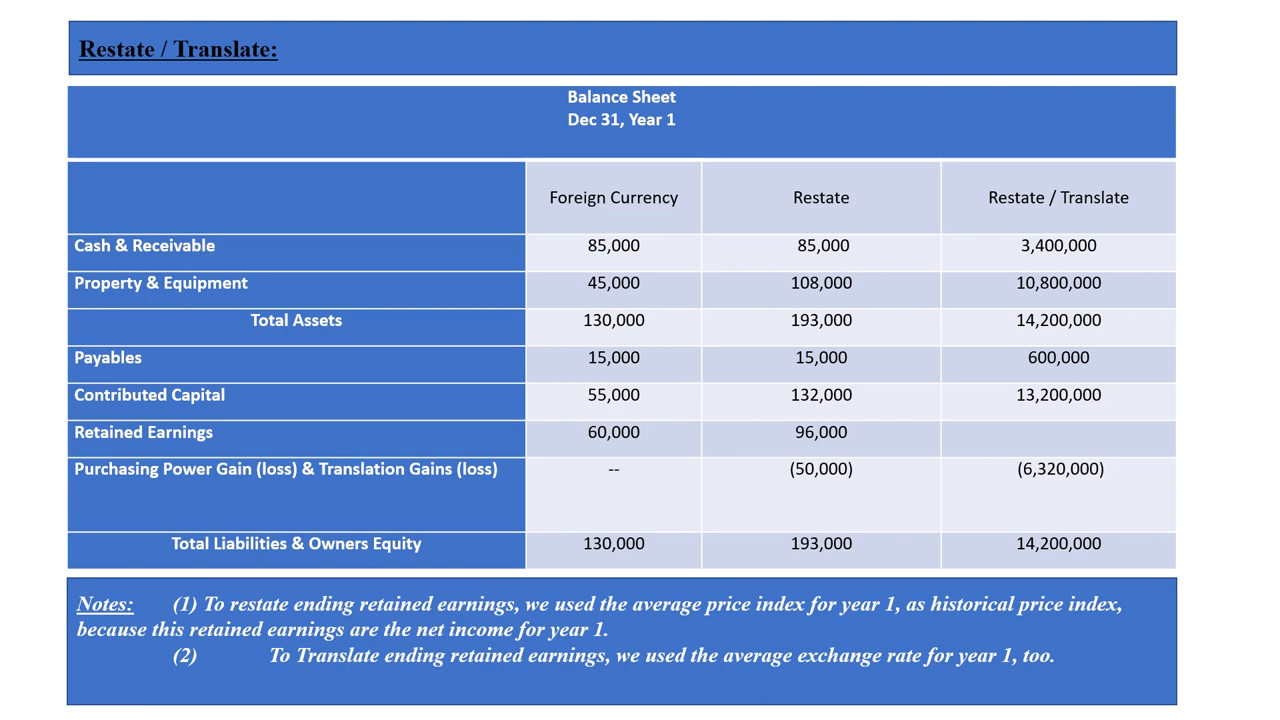 Restate / Translate:
Balance Sheet
Dec 31, Year 1
Foreign Currency Restate Restate / Translate
Cash & Receivable 85,000 85,000 3,400,000
Property & Equipment 45,000 108,000 10,800,000
Total Assets 130,000 193,000 14,200,000
Payables 15,000 15,000 600,000
Contributed Capital 55,000 132,000 13,200,000
Retained Earnings 60,000 96,000
Purchasing Power Gain (loss) & Translation Gains (loss) -- (50,000) (6,320,000)
Total Liabilities & Owners Equity 130,000 193,000 14,200,000
Notes: (1) To restate ending retained earnings, we used the average price index for year 1, as historical price index,
because this retained earnings are the net income for year 1.
(2) To Translate ending retained earnings, we used the average exchange rate for year 1, too.